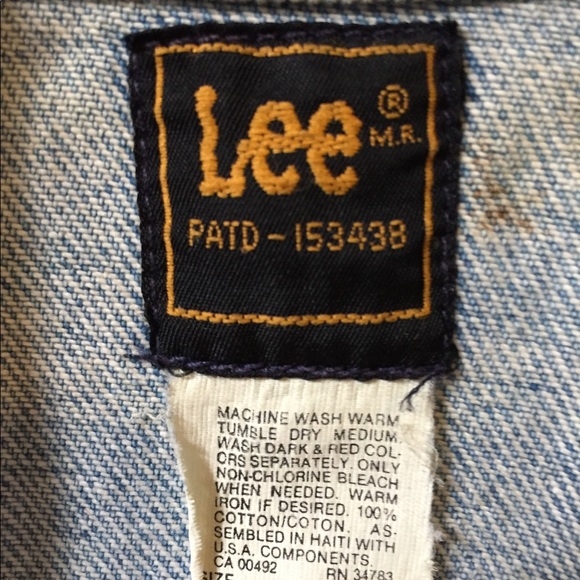 Lee ® M.R.
PATD - 153438
MACHINE WASH WARM
TUMBLE DRY MEDIUM.
WASH DARK & RED COL-
ORS SEPARATELY. ONLY
NON-CHLORINE BLEACH
WHEN NEEDED. WARM
IRON IF DESIRED. 100%
COTTON/COTON. AS-
SEMBLED IN HAITI WITH
U.S.A. COMPONENTS.
CA 00492 RN 34783
SIZE